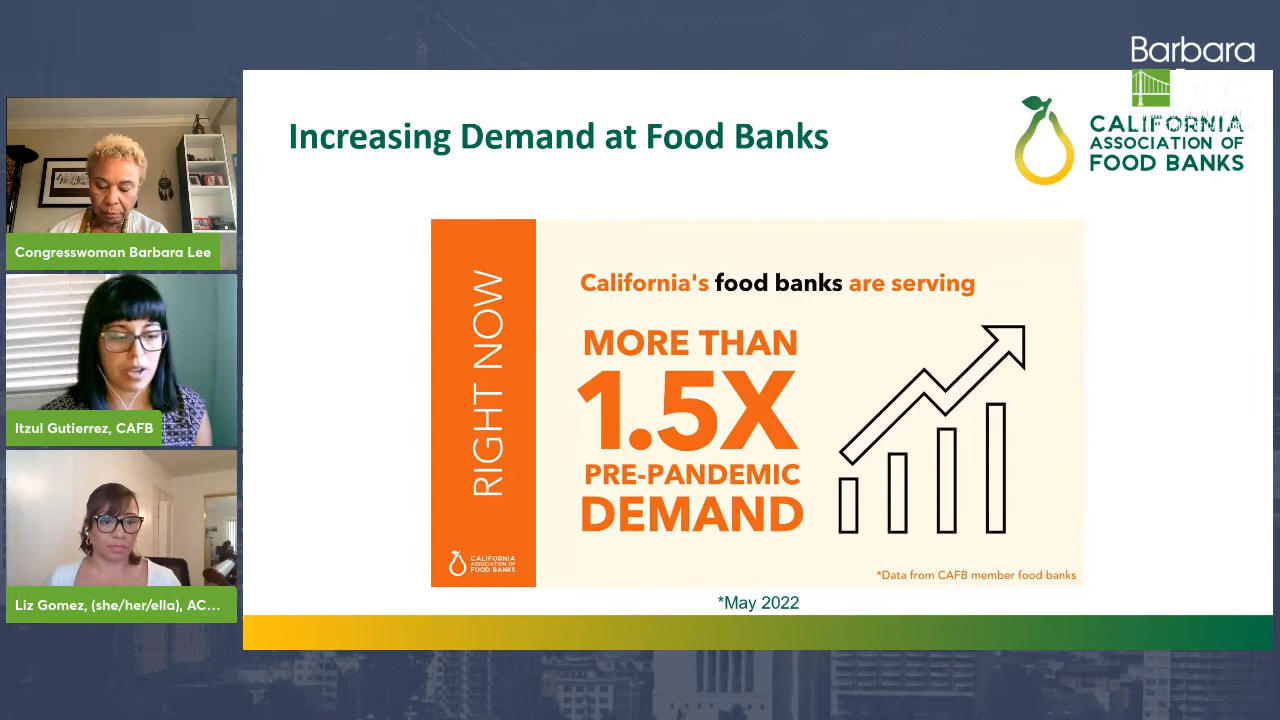 Barbara
Increasing Demand at Food Banks
CALIFORNIA
ASSOCIATION OF
FOOD BANKS
Congresswoman Barbara Lee
Itzul Gutierrez, CAFB
Liz Gomez, (she/her/ella), AC...
RIGHT NOW
California's food banks are serving
MORE THAN
1.5X
PRE-PANDEMIC
DEMAND
CALIFORNIA
ASSOCIATION OF
FOOD BANKS
*Data from CAFB member food banks
*May 2022